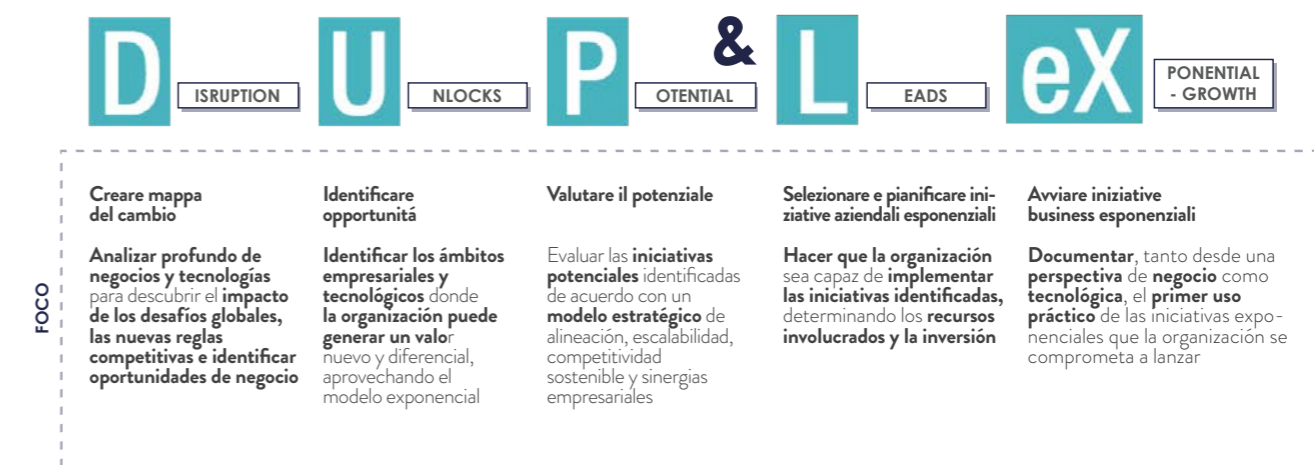 D ISRUPTION
U NLOCKS
P OTENTIAL
&
L EADS
eX PONENTIAL
- GROWTH
FOCO
Creare mappa
del cambio
Analizar profundo de
negocios y tecnologías
para descubrir el impacto
de los desafíos globales,
las nuevas reglas
competitivas e identificar
oportunidades de negocio
Identificare
opportunitá
Identificar los ámbitos
empresariales y
tecnológicos donde
la organización puede
generar un valor
nuevo y diferencial,
aprovechando el
modelo exponencial
Valutare il potenziale
Evaluar las iniciativas
potenciales identificadas
de acuerdo con un
modelo estratégico de
alineación, escalabilidad,
competitividad
sostenible y sinergias
empresariales
Selezionare e pianificare ini-
ziative aziendali esponenziali
Hacer que la organización
sea capaz de implementar
las iniciativas identificadas,
determinando los recursos
involucrados y la inversión
Avviare iniziative
business esponenziali
Documentar, tanto desde una
perspectiva de negocio como
tecnológica, el primer uso
práctico de las iniciativas expo-
nenciales que la organización se
comprometa a lanzar